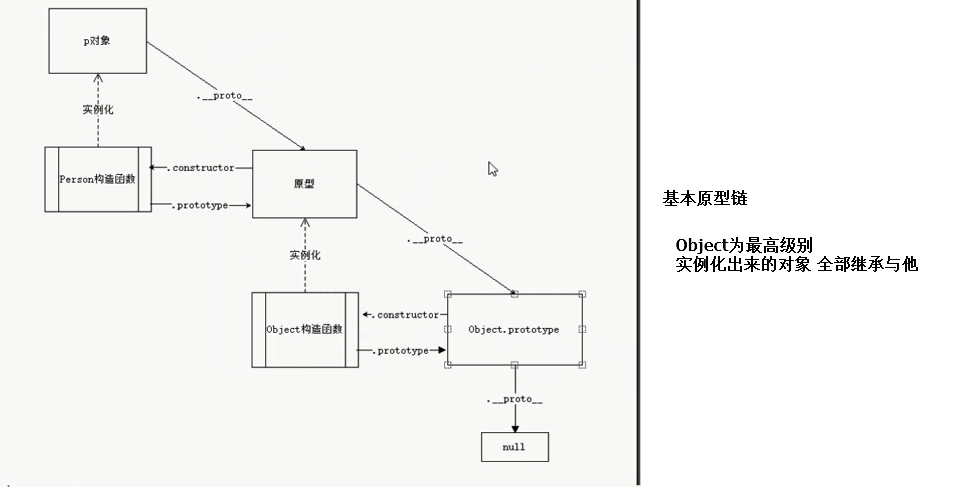 p对象
.__proto__
实例化
Person构造函数
.constructor
.prototype
原型
.__proto__
实例化
Object构造函数
.constructor
.prototype
Object.prototype
.__proto__
null
基本原型链
Object为最高级别
实例化出来的对象 全部继承与他